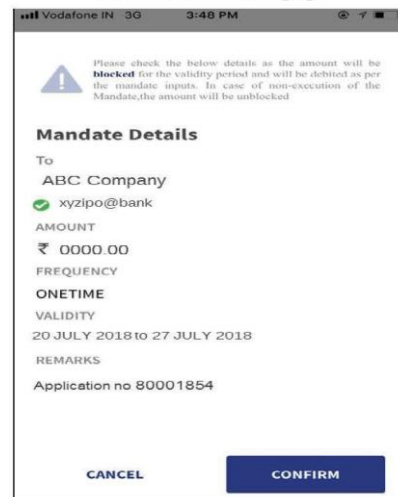 Vodafone IN 3G 3:48 PM
Please check the below details as the amount will be
blocked for the validity period and will be debited as per
the mandate inputs. In case of non-execution of the
Mandate,the amount will be unblocked
Mandate Details
To
ABC Company
xyzipo@bank
AMOUNT
₹ 0000.00
FREQUENCY
ONETIME
VALIDITY
20 JULY 2018 to 27 JULY 2018
REMARKS
Application no 80001854
CANCEL CONFIRM